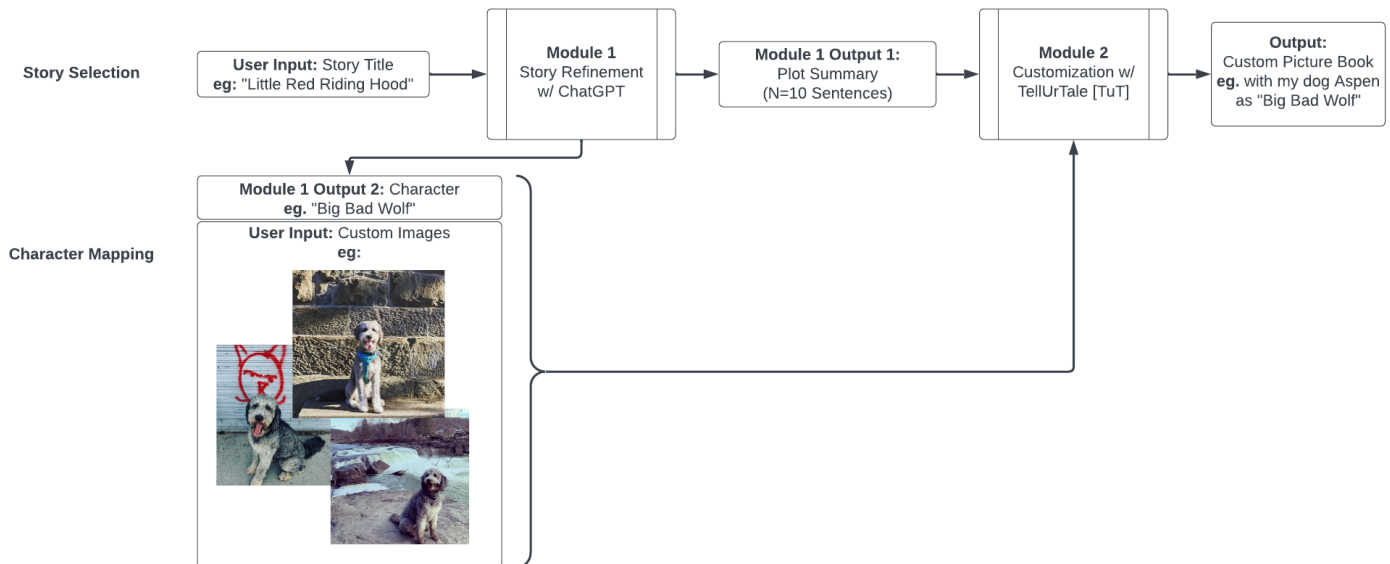 Story Selection
User Input: Story Title
eg: "Little Red Riding Hood"
Module 1
Story Refinement
w/ ChatGPT
Module 1 Output 1:
Plot Summary
(N=10 Sentences)
Module 2
Customization w/
TellUrTale [TuT]
Output:
Custom Picture Book
eg. with my dog Aspen
as "Big Bad Wolf"
Character Mapping
Module 1 Output 2: Character
eg. "Big Bad Wolf"
User Input: Custom Images
eg: